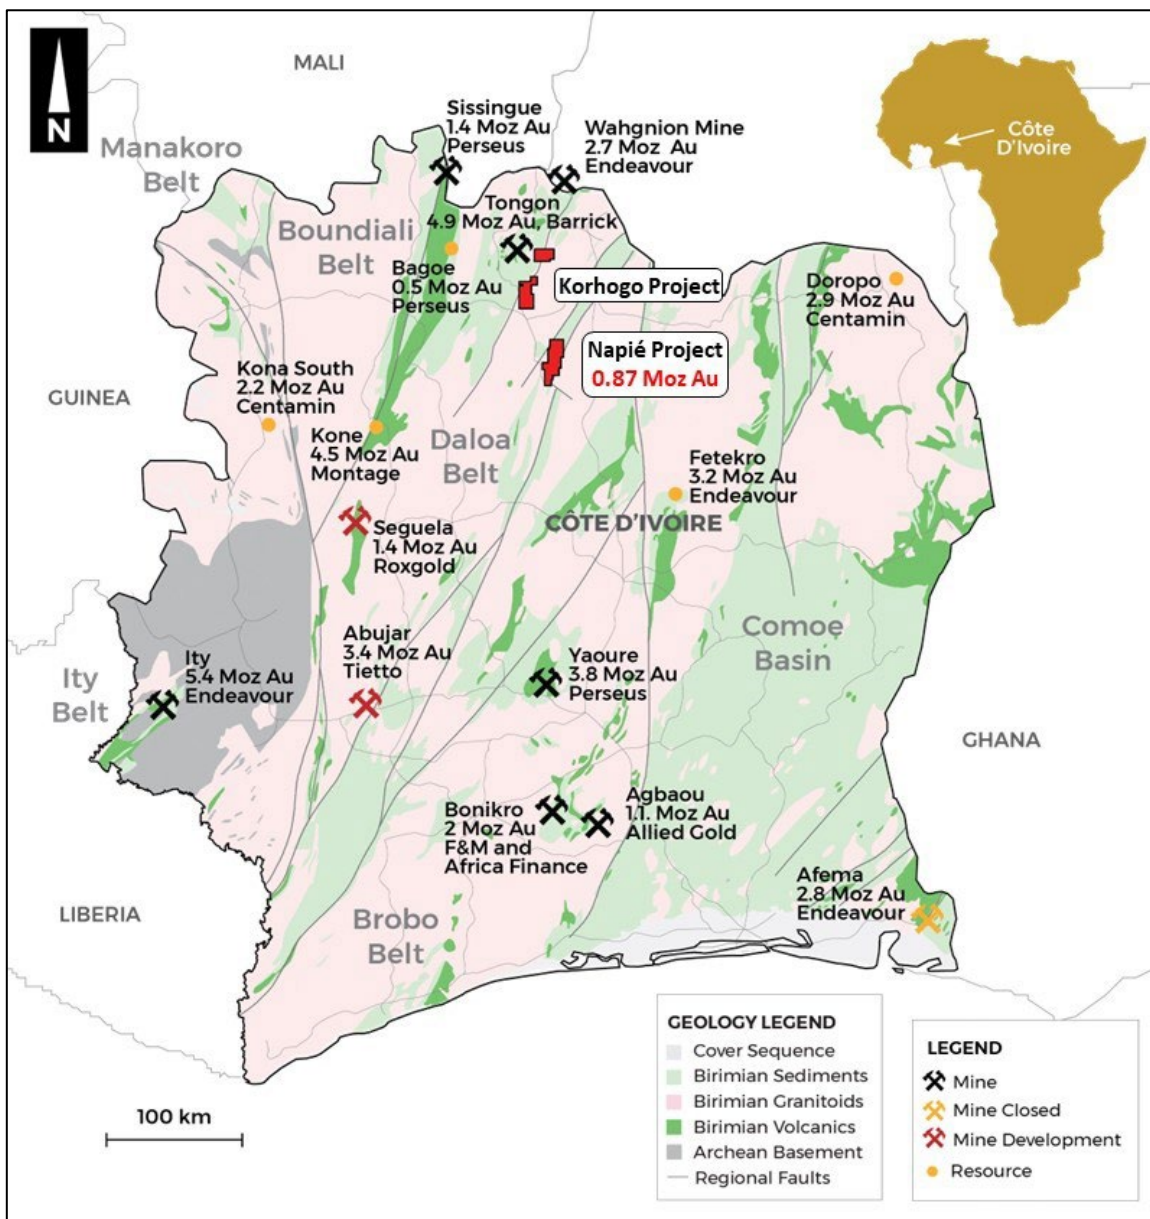 N
MALI
Manakoro
Belt
Sissingue
1.4 Moz Au
Perseus
Wahgnion Mine
2.7 Moz Au
Endeavour
Côte
D'Ivoire
Boundiali
Belt
Tongon
4.9 Moz Au, Barrick
Bagoe
0.5 Moz Au
Perseus
Korhogo Project
Doropo
2.9 Moz Au
Centamin
Napié Project
0.87 Moz Au
GUINEA
Kona South
2.2 Moz Au
Centamin
Kone
4.5 Moz Au
Montage
Daloa
Belt
Fetekro
3.2 Moz Au
Endeavour
CÔTE D'IVOIRE
Seguela
1.4 Moz Au
Roxgold
Comoe
Basin
Abujar
3.4 Moz Au
Tietto
Ity
Belt
Ity
5.4 Moz Au
Endeavour
Yaoure
3.8 Moz Au
Perseus
GHANA
Bonikro
2 Moz Au
F&M and
Africa Finance
Agbaou
1.1. Moz Au
Allied Gold
Afema
2.8 Moz Au
Endeavour
LIBERIA
Brobo
Belt
100 km
GEOLOGY LEGEND
Cover Sequence
Birimian Sediments
Birimian Granitoids
Birimian Volcanics
Archean Basement
Regional Faults
LEGEND
Mine
Mine Closed
Mine Development
Resource